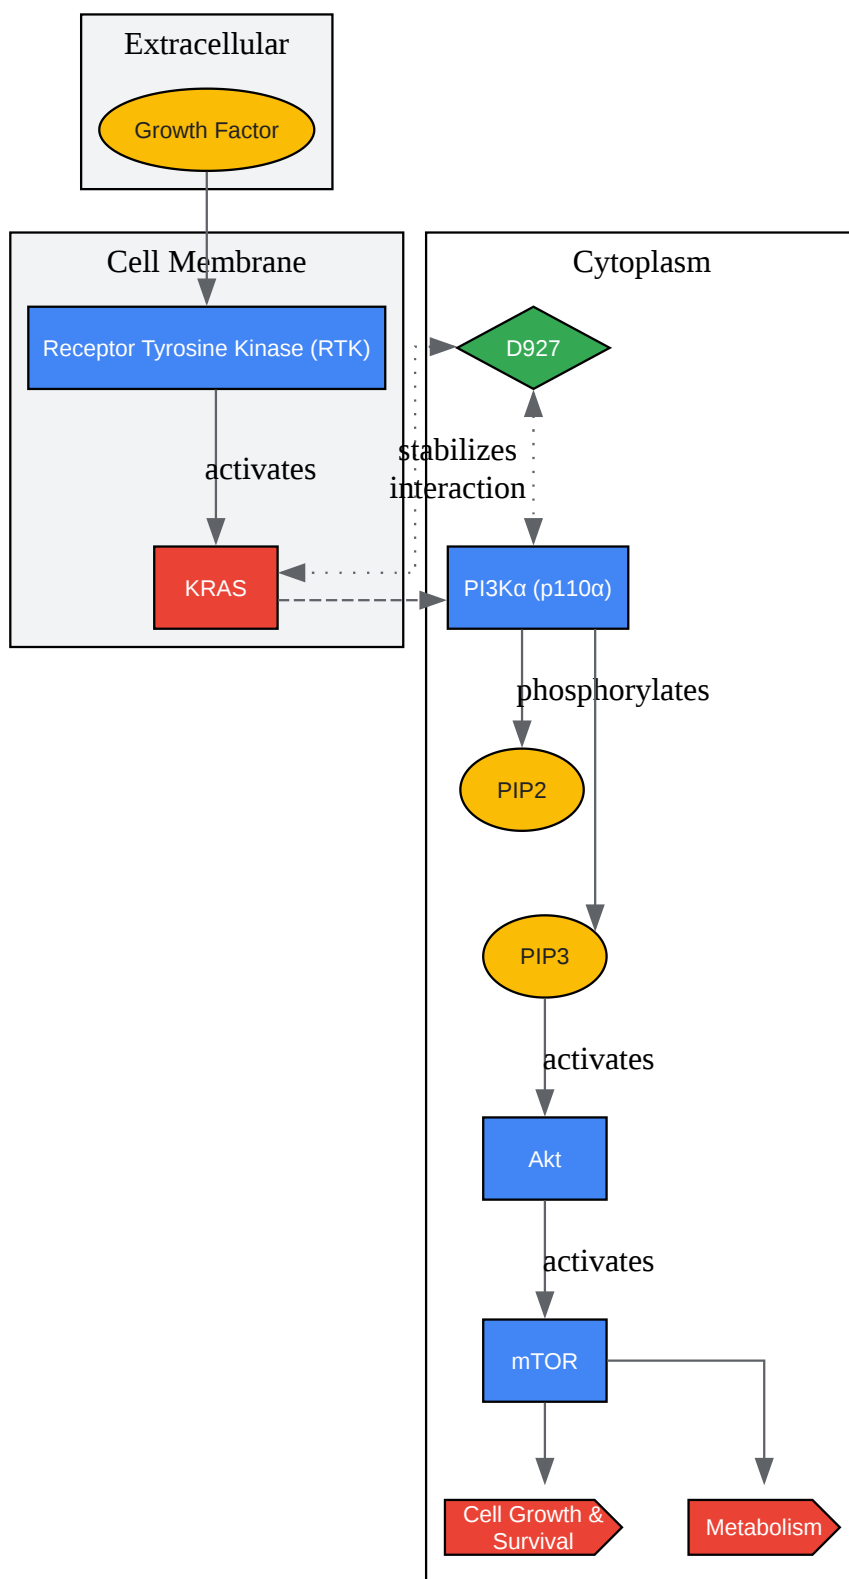 Extracellular
Growth Factor
Cell Membrane
Cytoplasm
Receptor Tyrosine Kinase (RTK)
D927
activates
stabilizes
interaction
KRAS
PI3Kα (p110α)
phosphorylates
PIP2
PIP3
activates
Akt
activates
mTOR
Cell Growth &
Survival
Metabolism